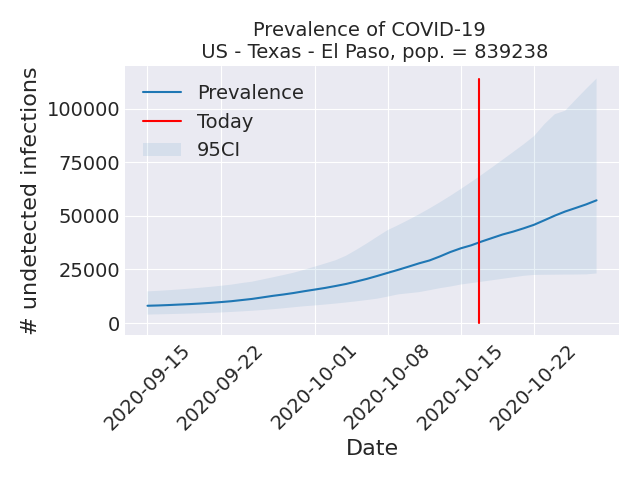 Prevalence of COVID-19
US - Texas - El Paso, pop. = 839238
# undetected infections
100000
75000
50000
25000
0
Prevalence
Today
95CI
2020-09-15
2020-09-22
2020-10-01
2020-10-08
2020-10-15
2020-10-22
Date